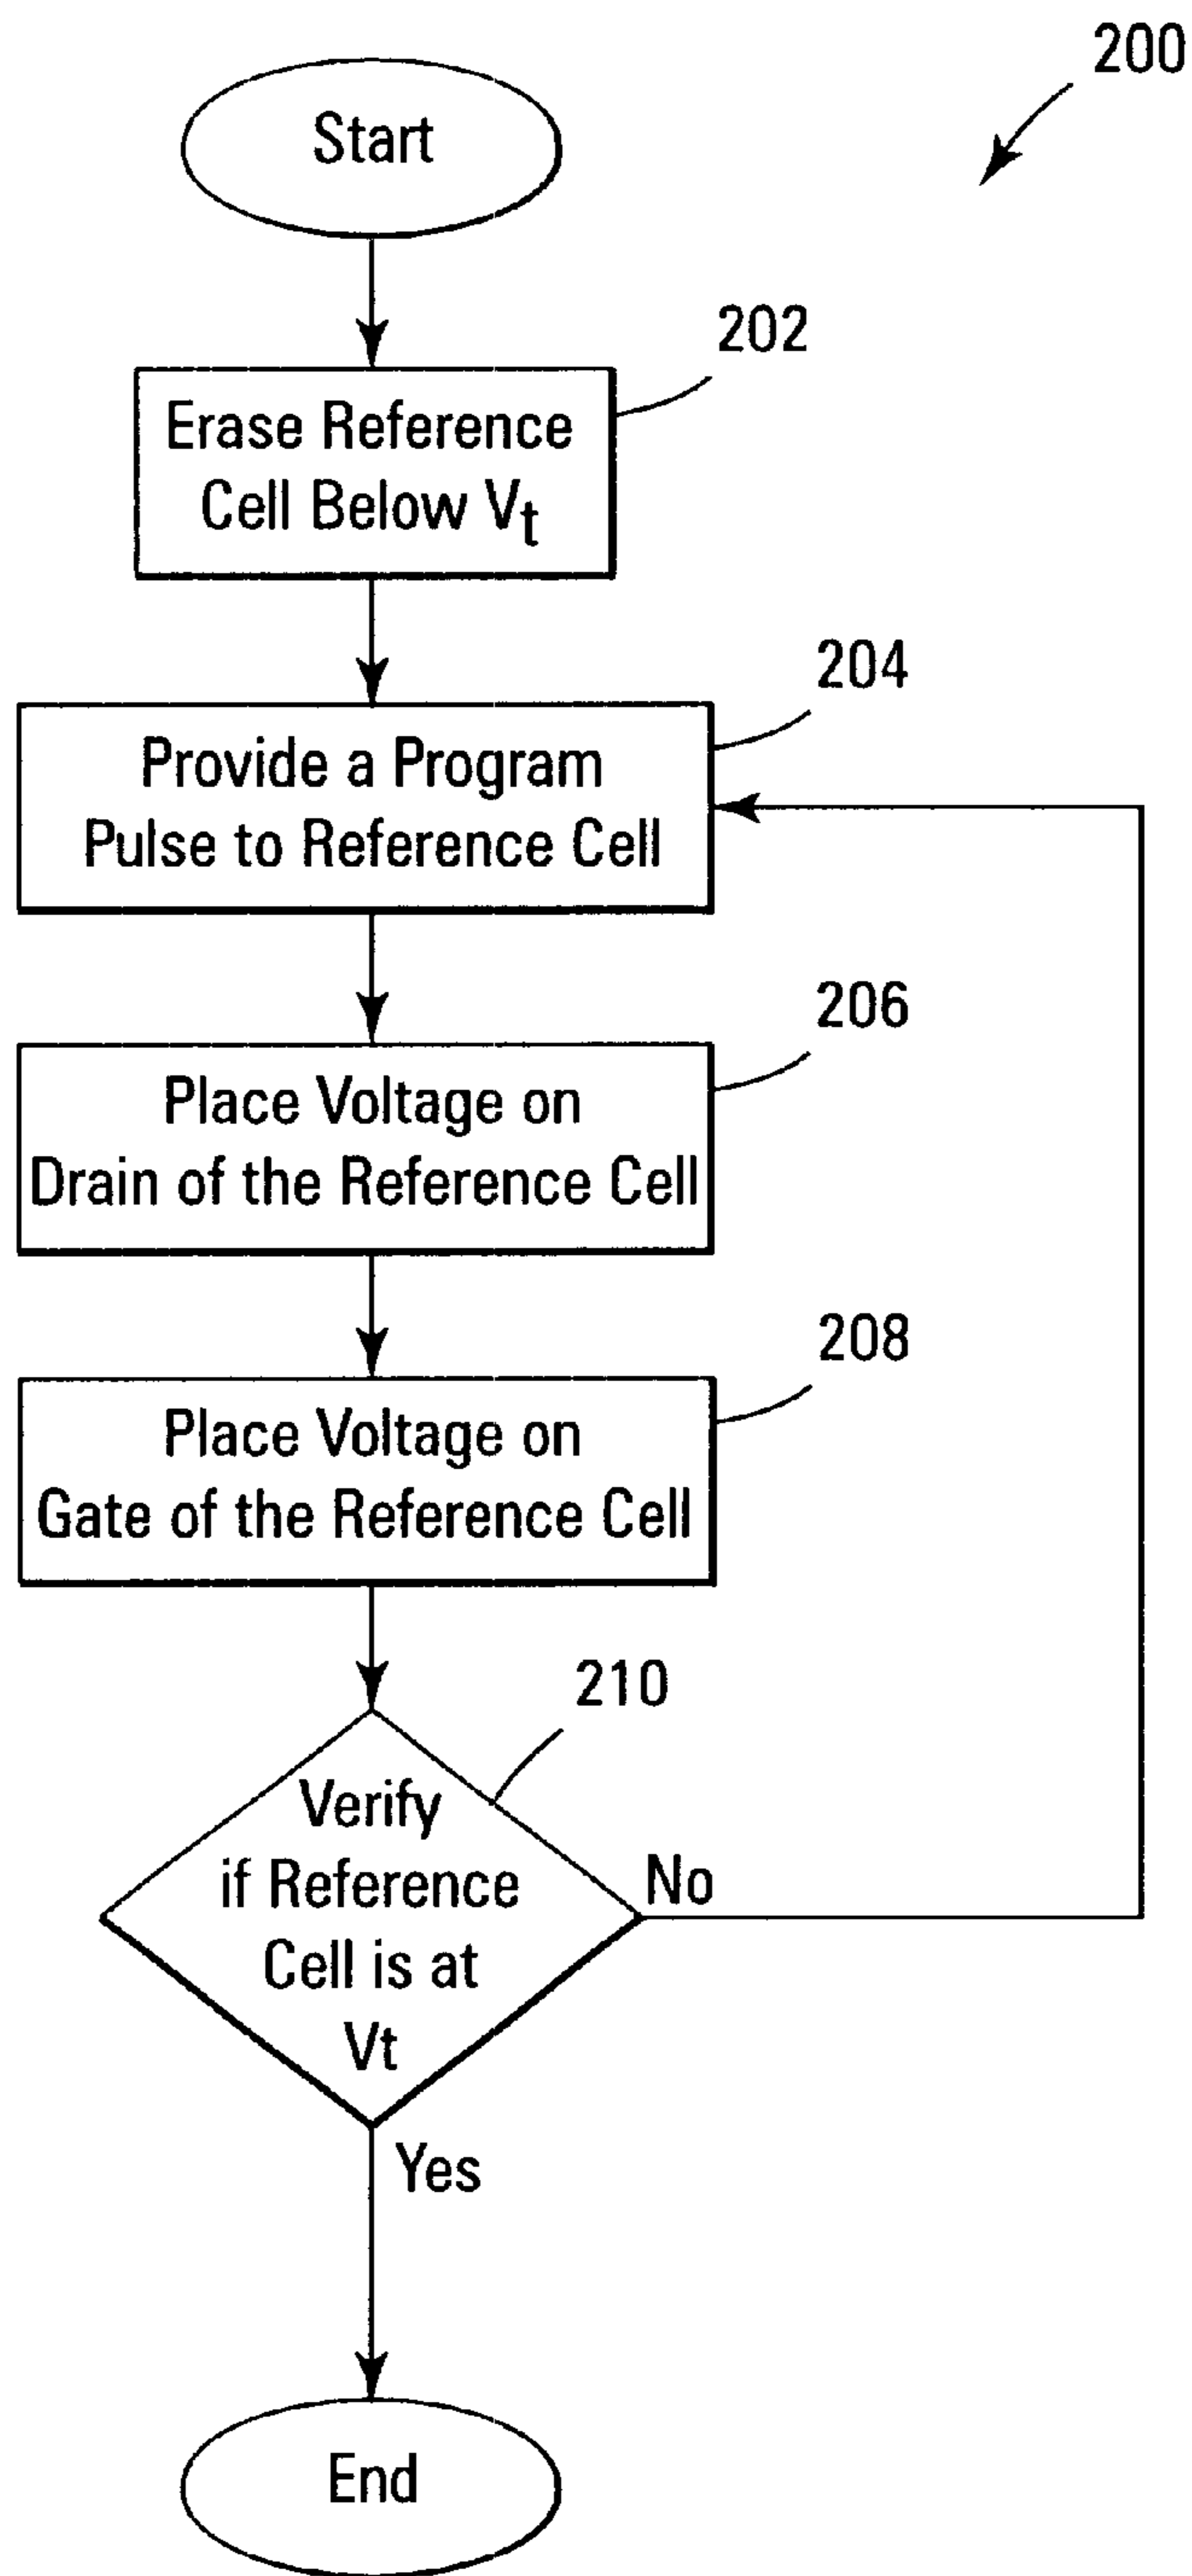 200
Start
202
Erase Reference
Cell Below Vt
204
Provide a Program
Pulse to Reference Cell
206
Place Voltage on
Drain of the Reference Cell
208
Place Voltage on
Gate of the Reference Cell
210
Verify
if Reference
Cell is at
Vt
No
Yes
End